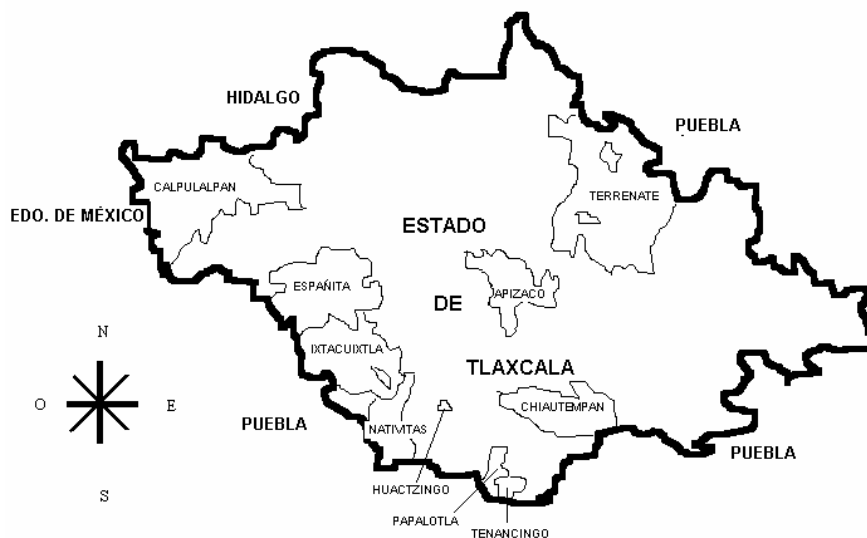 HIDALGO
PUEBLA
CALPULALPAN
TERRENATE
EDO. DE MÉXICO
ESTADO
ESPAÑITA
APIZACO
DE
N
IXTACUIXTLA
TLAXCALA
O
E
CHIAUTEMPAN
PUEBLA
NATIVITAS
PUEBLA
HUACTZINGO
S
PAPALOTLA
TENANCINGO